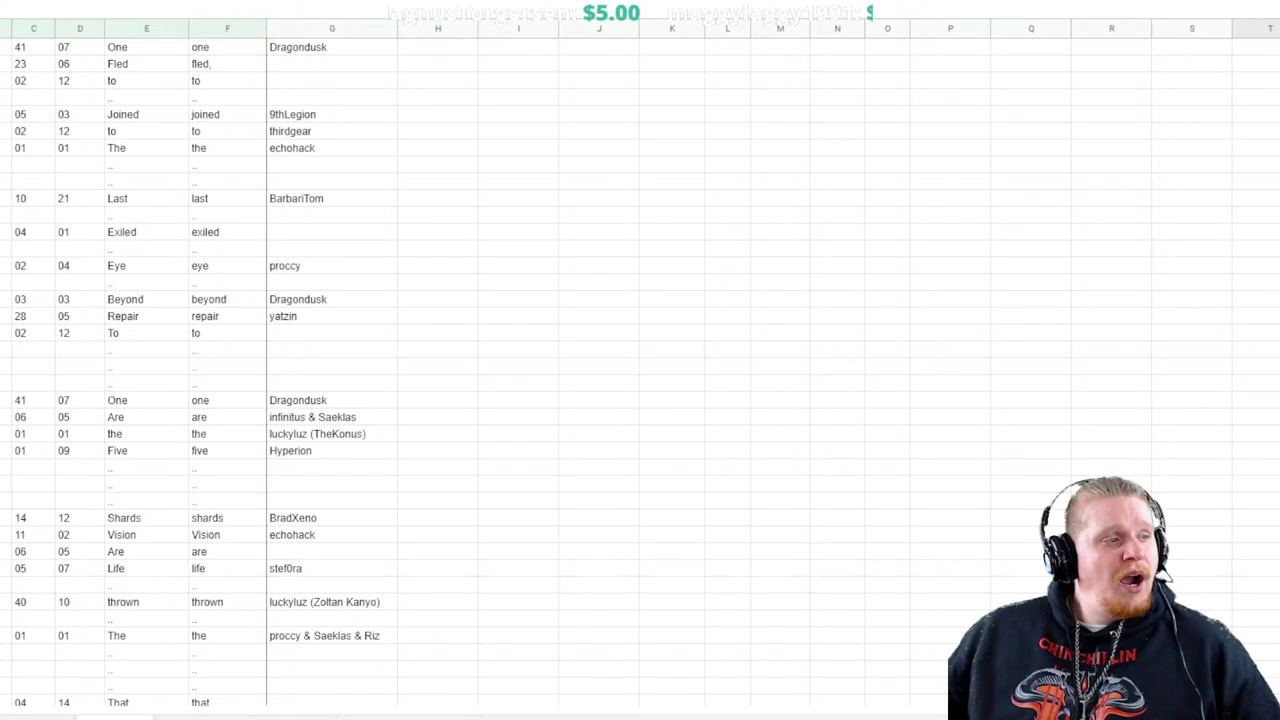 agnusTorgersen: $5.00 maggylaggy1991: $
C D E F G H I J K L M N O P Q R S T
41 07 One one Dragondusk
23 06 Fled fled,
02 12 to to
.. ..
05 03 Joined joined 9thLegion
02 12 to to thirdgear
01 01 The the echohack
.. ..
.. ..
10 21 Last last BarbariTom
.. ..
04 01 Exiled exiled
.. ..
02 04 Eye eye proccy
.. ..
03 03 Beyond beyond Dragondusk
28 05 Repair repair yatzin
02 12 To to
.. ..
.. ..
.. ..
41 07 One one Dragondusk
06 05 Are are infinitus & Saeklas
01 01 the the luckyluz (TheKonus)
01 09 Five five Hyperion
.. ..
.. ..
.. ..
14 12 Shards shards BradXeno
11 02 Vision Vision echohack
06 05 Are are
05 07 Life life stef0ra
.. ..
40 10 thrown thrown luckyluz (Zoltan Kanyo)
.. ..
01 01 The the proccy & Saeklas & Riz
.. ..
.. ..
.. ..
04 14 That that
CHIN CHILLIN